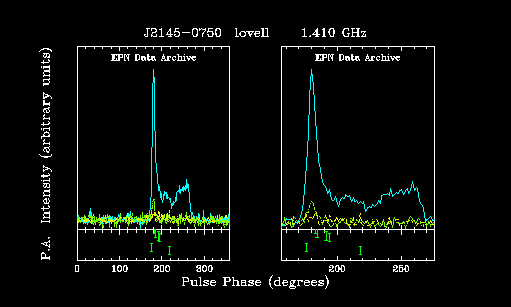 J2145-0750 lovell 1.410 GHz
EPN Data Archive EPN Data Archive
P.A. Intensity (arbitrary units)
0 100 200 300 200 250
Pulse Phase (degrees)